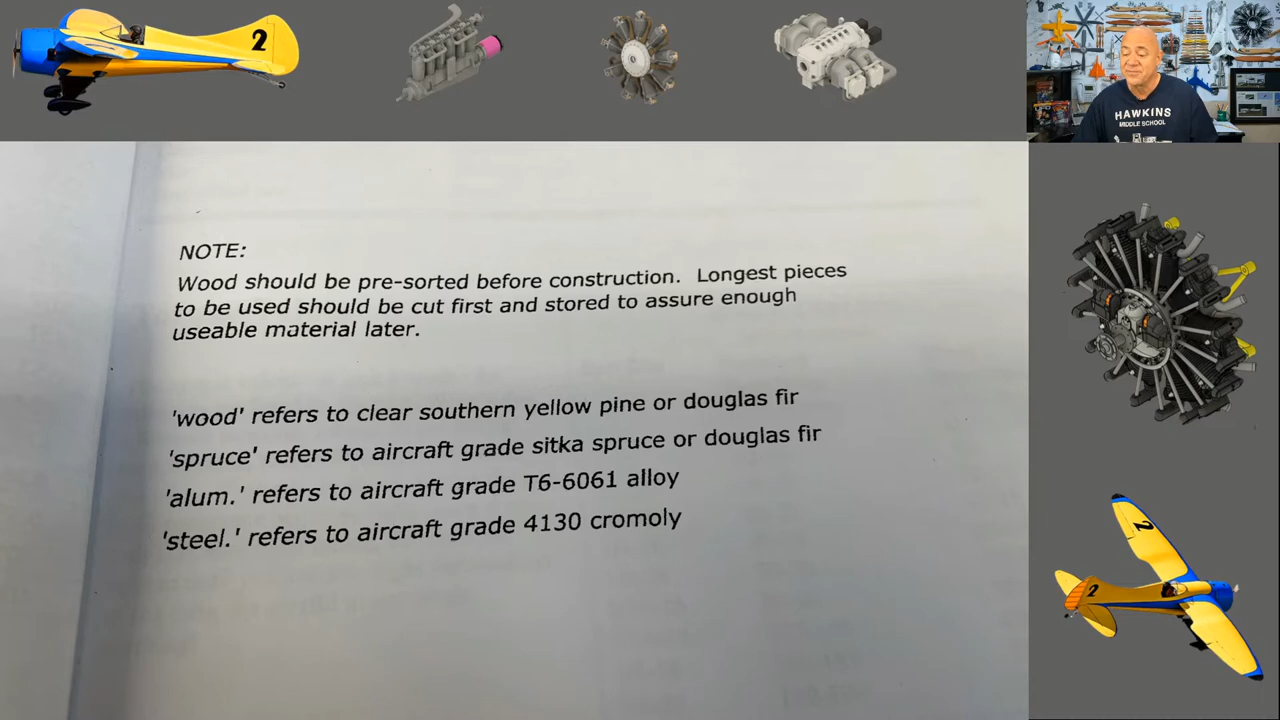 2
HAWKINS
MIDDLE SCHOOL
NOTE:
Wood should be pre-sorted before construction. Longest pieces
to be used should be cut first and stored to assure enough
useable material later.
'wood' refers to clear southern yellow pine or douglas fir
'spruce' refers to aircraft grade sitka spruce or douglas fir
'alum.' refers to aircraft grade T6-6061 alloy
'steel.' refers to aircraft grade 4130 cromoly
2
2